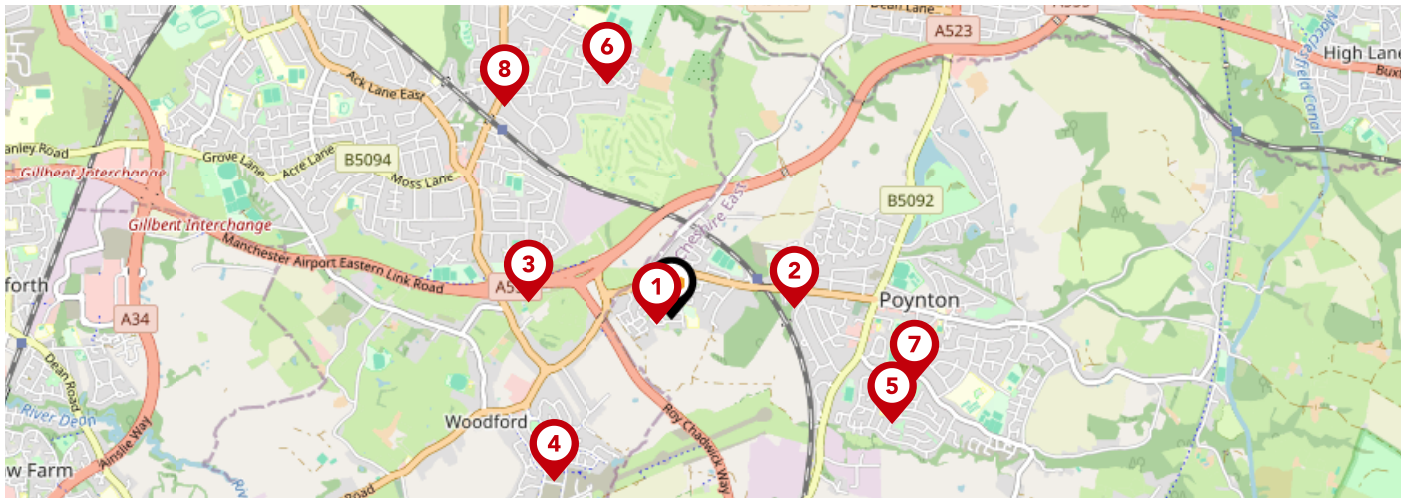 Dean Lane
A523
High Lane
Buxt
Macclesfield Canal
8
6
Ack Lane East
anley Road
Grove Lane
Acre Lane
B5094
Moss Lane
Gillbent Interchange
B5092
Cheshire East
Gillbent Interchange
Manchester Airport Eastern Link Road
forth
3
A5
1
2
Poynton
A34
7
5
Dean Road
River Dean
Woodford
Roy Chadwick Way
4
Ainslie Way
w Farm
Riv
Road